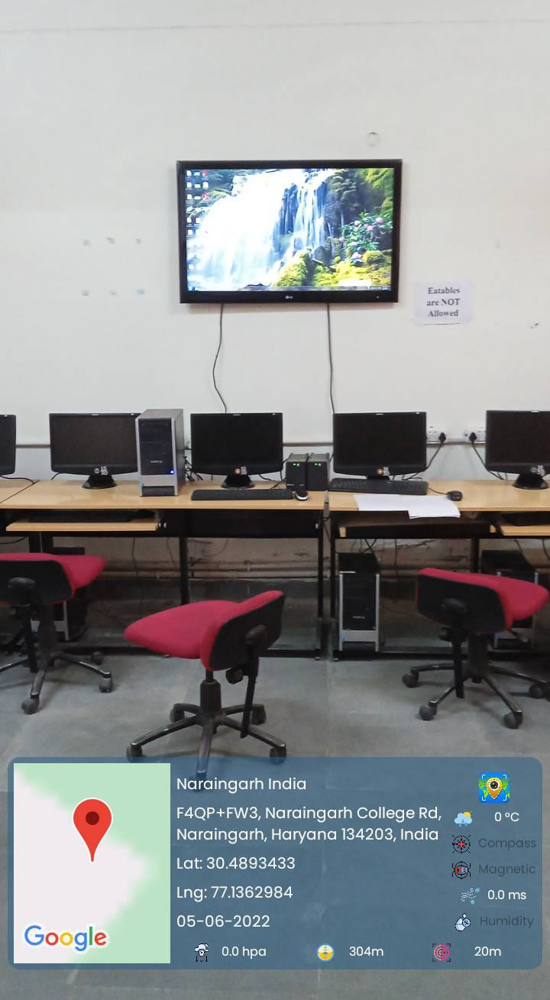 Eatables
are NOT
Allowed
LG
Naraingarh India
F4QP+FW3, Naraingarh College Rd,
Naraingarh, Haryana 134203, India
Lat: 30.4893433
Lng: 77.1362984
05-06-2022
0 °C
Compass
Magnetic
0.0 ms
Humidity
0.0 hpa
304m
20m
Google